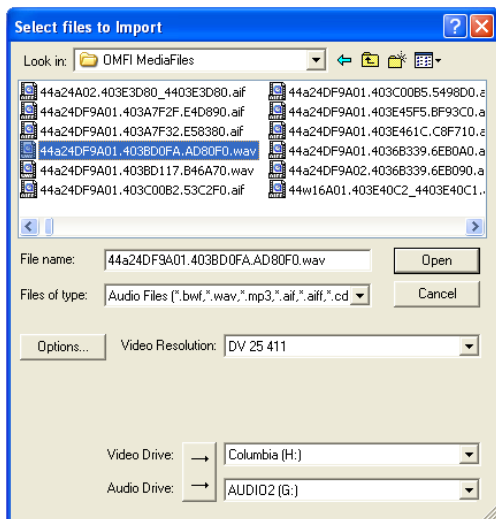 Select files to Import
Look in: OMFI MediaFiles
44a24A02.403E3D80_4403E3D80.aif
44a24DF9A01.403A7F2F.E4D890.aif
44a24DF9A01.403A7F32.E58380.aif
44a24DF9A01.403BD0FA.AD80F0.wav
44a24DF9A01.403BD117.B46A70.wav
44a24DF9A01.403C00B2.53C2F0.aif
44a24DF9A01.403C00B5.5498D0.a
44a24DF9A01.403E45F5.BF93C0.a
44a24DF9A01.403E461C.C8F710.a
44a24DF9A01.4036B339.6EB0A0.a
44a24DF9A02.4036B339.6EB090.a
44w16A01.403E40C2_4403E40C1.
File name: 44a24DF9A01.403BD0FA.AD80F0.wav Open
Files of type: Audio Files (*.bwf,*.wav,*.mp3,*.aif,*.aiff,*.cd Cancel
Options... Video Resolution: DV 25 411
Video Drive: → Columbia (H:)
Audio Drive: → AUDIO2 (G:)